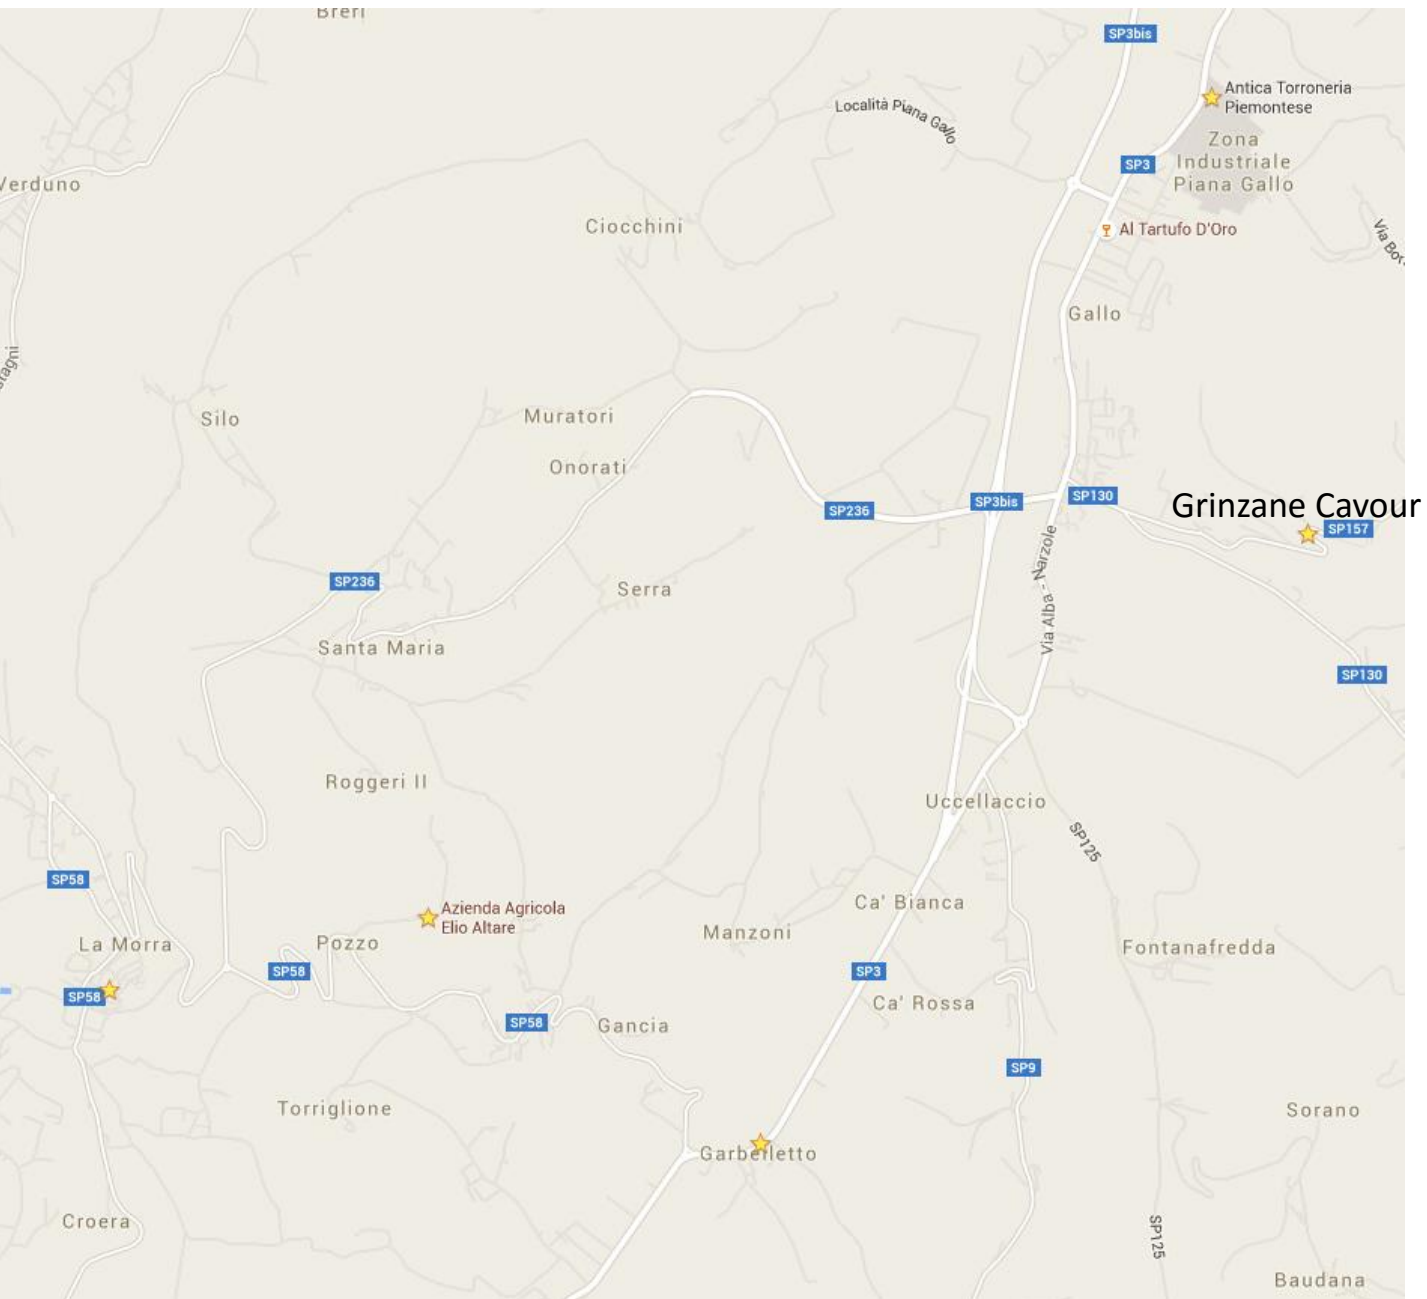 Breri
SP3bis
Antica Torroneria
Piemontese
Località Piana Gallo
Zona
Industriale
Piana Gallo
SP3
Verduno
Ciocchini
Al Tartufo D'Oro
Gallo
Silo
Muratori
Onorati
SP236
SP3bis
SP130
Grinzane Cavour
SP157
Via Alba - Narzole
SP236
Serra
Santa Maria
SP130
Roggeri II
Uccellaccio
SP125
SP58
Azienda Agricola
Elio Altare
Ca' Bianca
La Morra
Pozzo
Manzoni
Fontanafredda
SP58
SP3
SP58
Ca' Rossa
SP58
Gancia
SP9
Torriglione
Sorano
Garbelletto
Croera
SP125
Baudana